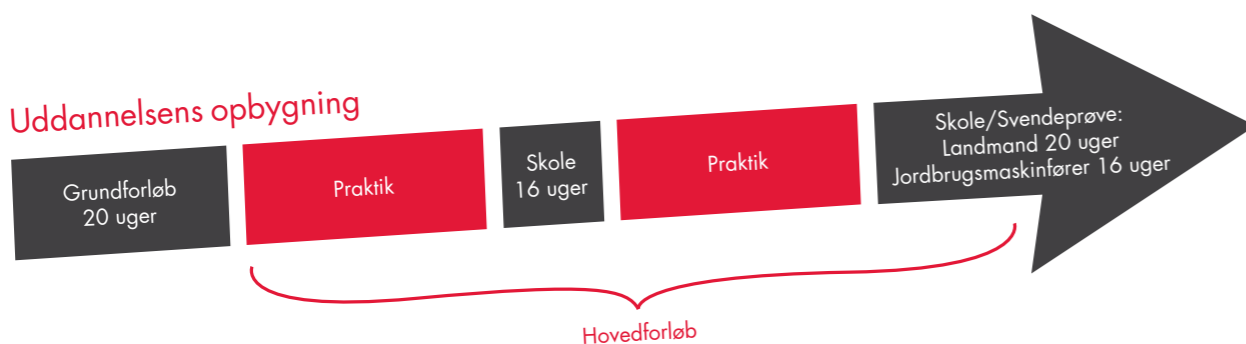 Uddannelsens opbygning
Grundforløb
20 uger
Praktik
Skole
16 uger
Praktik
Skole/Svendeprøve:
Landmand 20 uger
Jordbrugsmaskinfører 16 uger
Hovedforløb